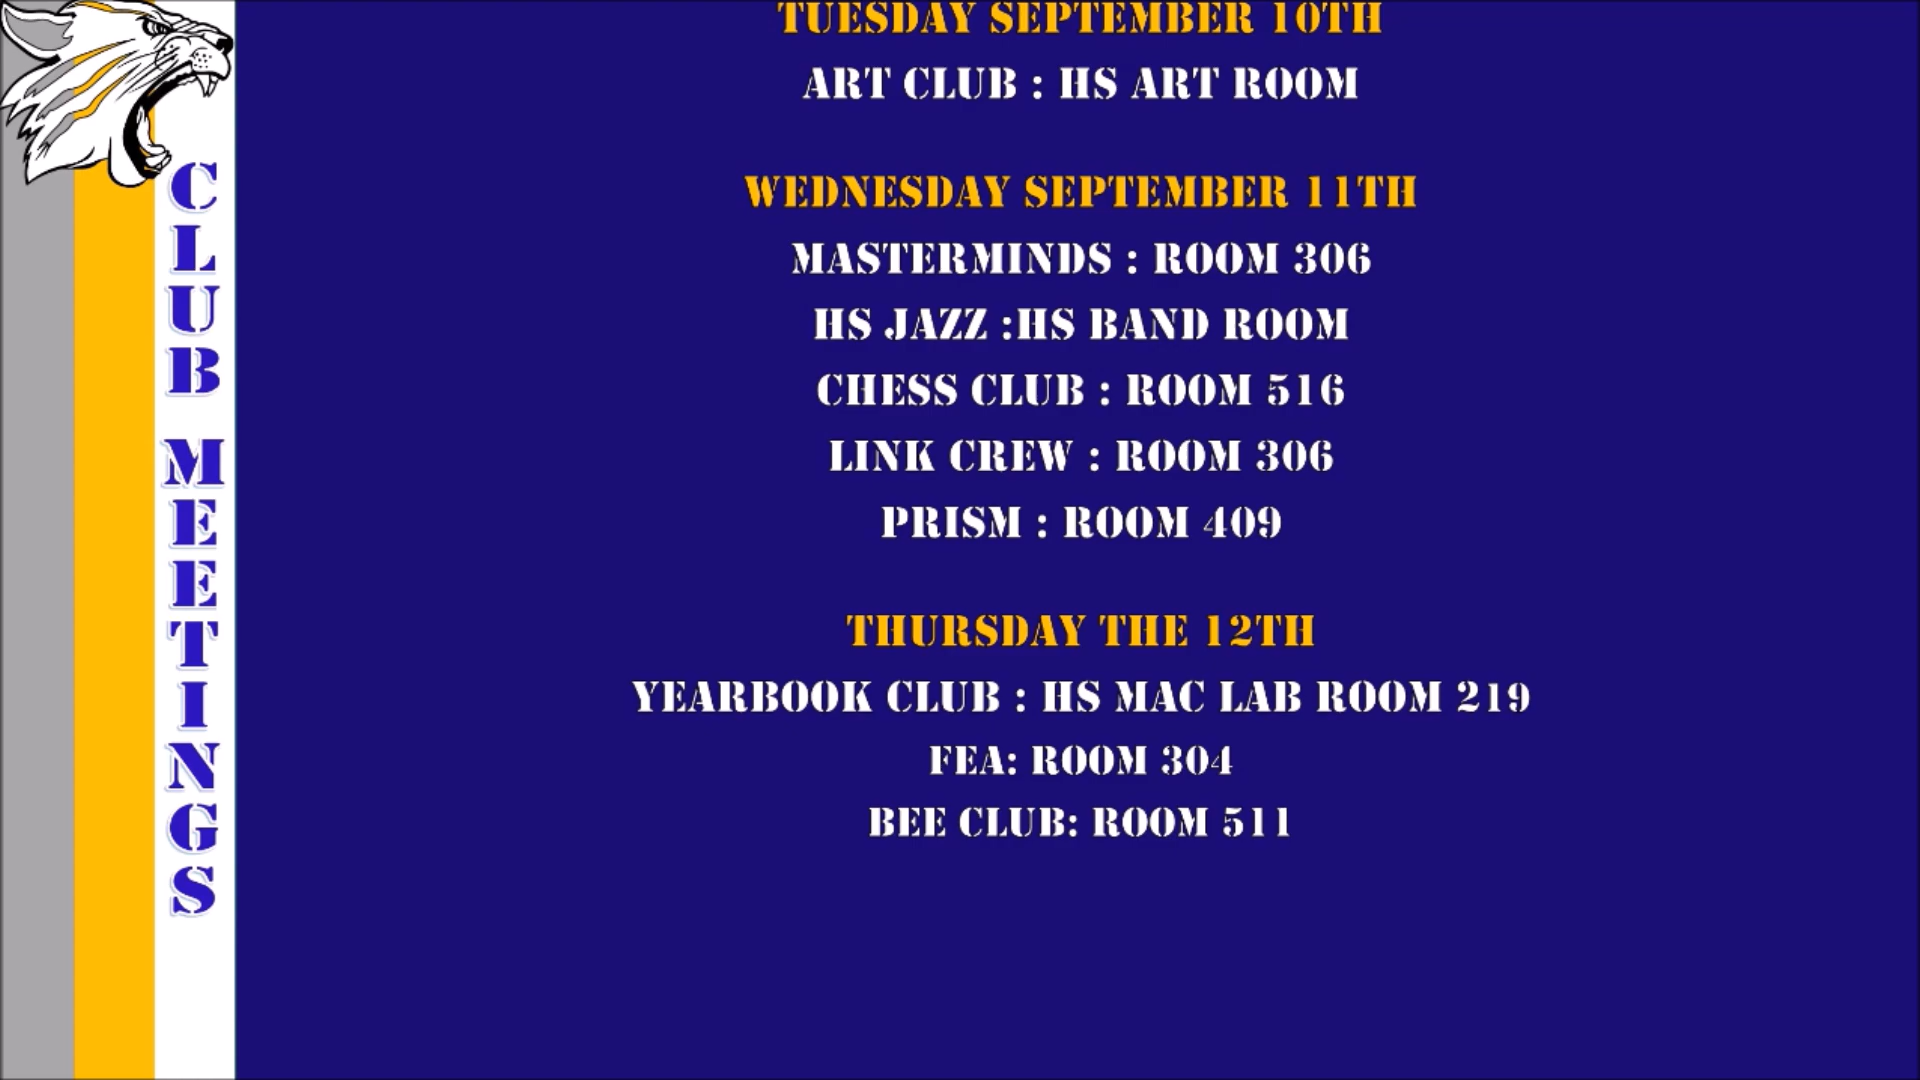 CLUB MEETINGS
TUESDAY SEPTEMBER 10TH
ART CLUB : HS ART ROOM
WEDNESDAY SEPTEMBER 11TH
MASTERMINDS : ROOM 306
HS JAZZ :HS BAND ROOM
CHESS CLUB : ROOM 516
LINK CREW : ROOM 306
PRISM : ROOM 409
THURSDAY THE 12TH
YEARBOOK CLUB : HS MAC LAB ROOM 219
FEA: ROOM 304
BEE CLUB: ROOM 511